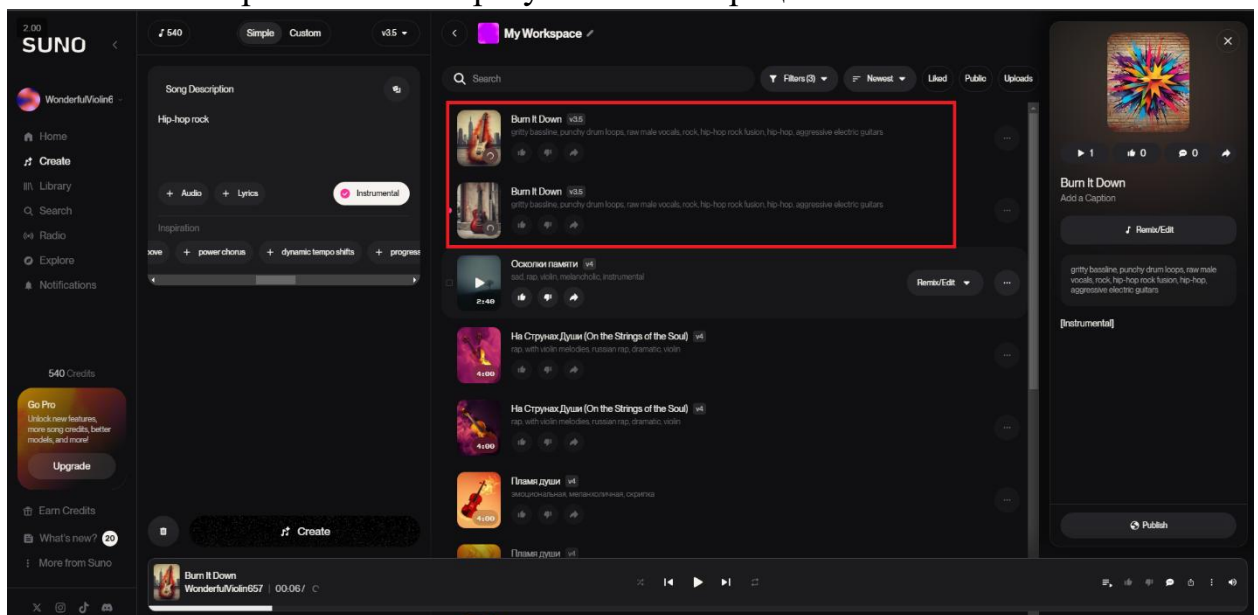 2.00
SUNO
WonderfulViolin6
Home
Create
Library
Search
Radio
Explore
Notifications
540 Credits
Go Pro
Unlock new features,
more song credits, better
models, and more!
Upgrade
Earn Credits
What's new? 20
More from Suno
540
Simple Custom
v3.5
Song Description
Hip-hop rock
+ Audio + Lyrics
Instrumental
Inspiration
+ power chorus + dynamic tempo shifts + progress
Create
My Workspace
Search
Filters (3)
Newest
Liked
Public
Uploads
Burn It Down v3.5
gritty bassline, punchy drum loops, raw male vocals, rock, hip-hop rock fusion, hip-hop, aggressive electric guitars
Burn It Down v3.5
gritty bassline, punchy drum loops, raw male vocals, rock, hip-hop rock fusion, hip-hop, aggressive electric guitars
Осколки памяти v4
sad, rap, violin, melancholic, instrumental
2:40
Remix/Edit
На Струнах Души (On the Strings of the Soul) v4
rap, with violin melodies, russian rap, dramatic, violin
4:00
На Струнах Души (On the Strings of the Soul) v4
rap, with violin melodies, russian rap, dramatic, violin
4:00
Пламя души v4
эмоциональная, меланхоличная, скрипка
4:00
Пламя души v4
1
0
0
Burn It Down
Add a Caption
Remix/Edit
gritty bassline, punchy drum loops, raw male
vocals, rock, hip-hop rock fusion, hip-hop,
aggressive electric guitars
[Instrumental]
Publish
Burn It Down
WonderfulViolin657 | 00:06 /